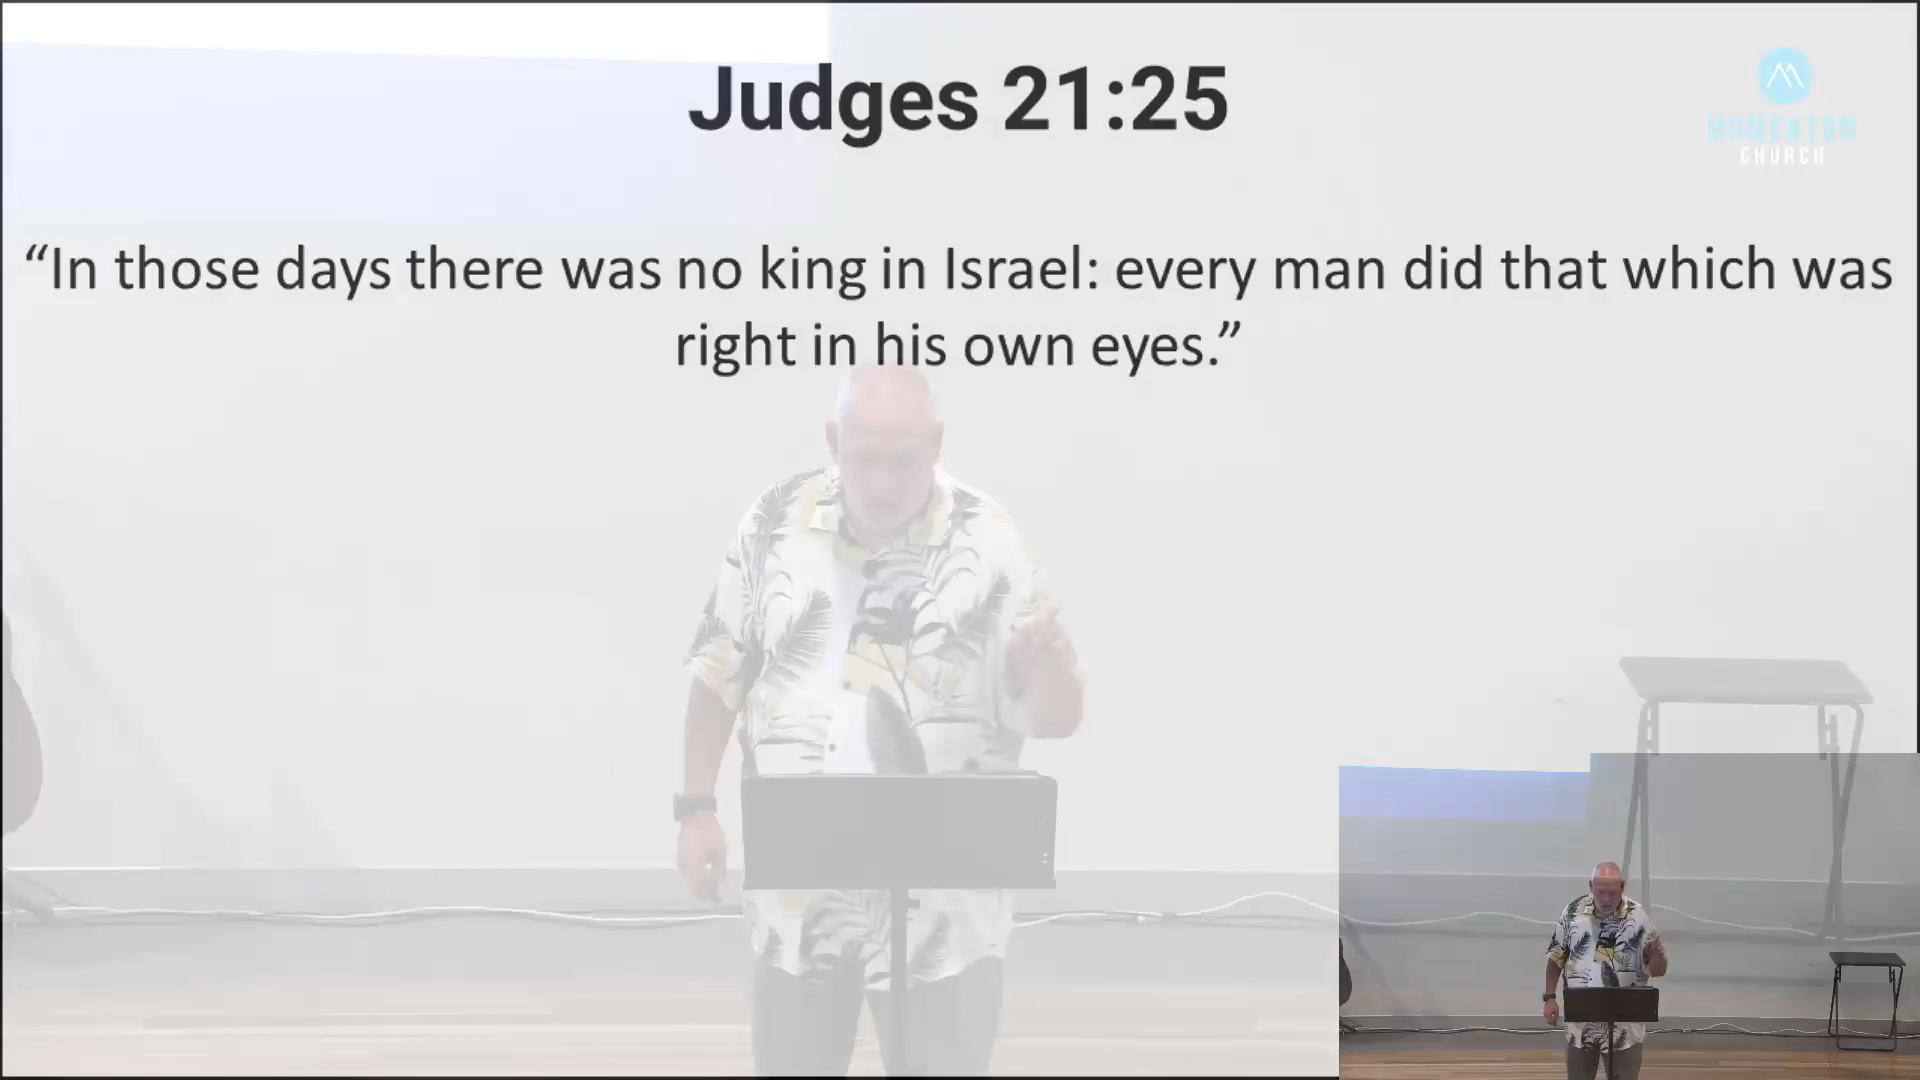 Judges 21:25
MOMENTUM
CHURCH
“In those days there was no king in Israel: every man did that which was
right in his own eyes.”